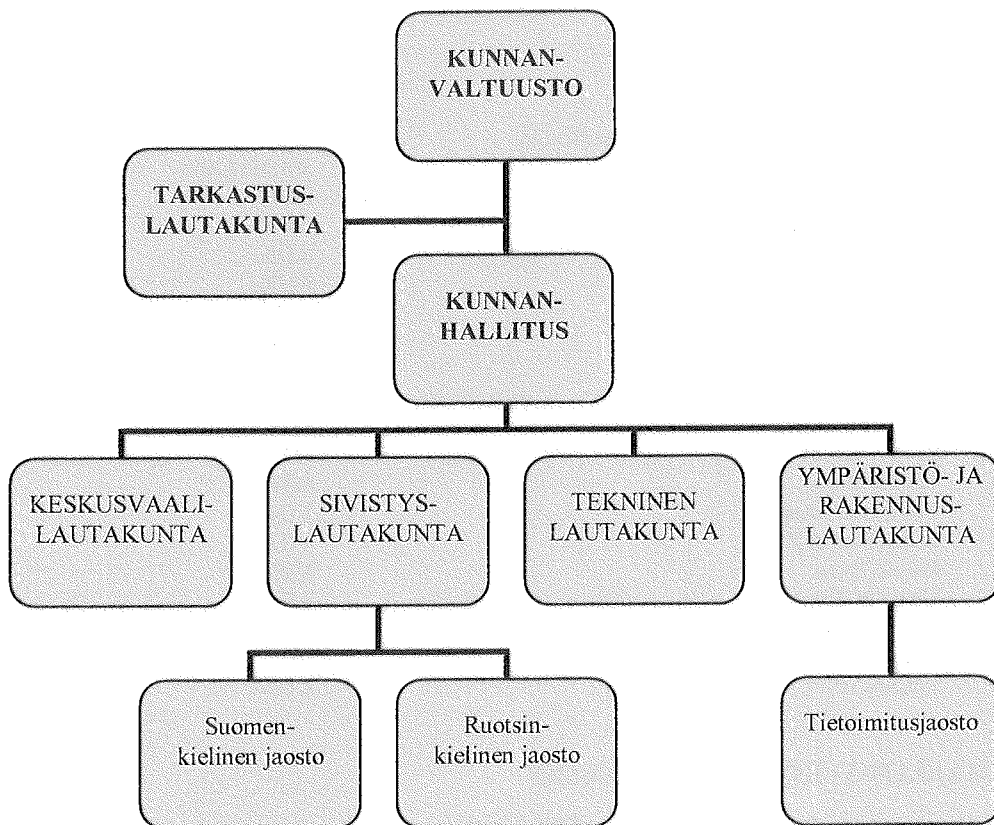 KUNNAN-
VALTUUSTO
TARKASTUS-
LAUTAKUNTA
KUNNAN-
HALLITUS
KESKUSVAALI-
LAUTAKUNTA
SIVISTYS-
LAUTAKUNTA
TEKNINEN
LAUTAKUNTA
YMPÄRISTÖ- JA
RAKENNUS-
LAUTAKUNTA
Suomen-
kielinen jaosto
Ruotsin-
kielinen jaosto
Tietoimitusjaosto